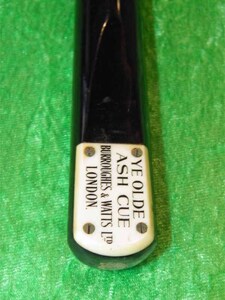 YE OLDE
ASH CUE
BURROUGHES & WATTS LTD
LONDON